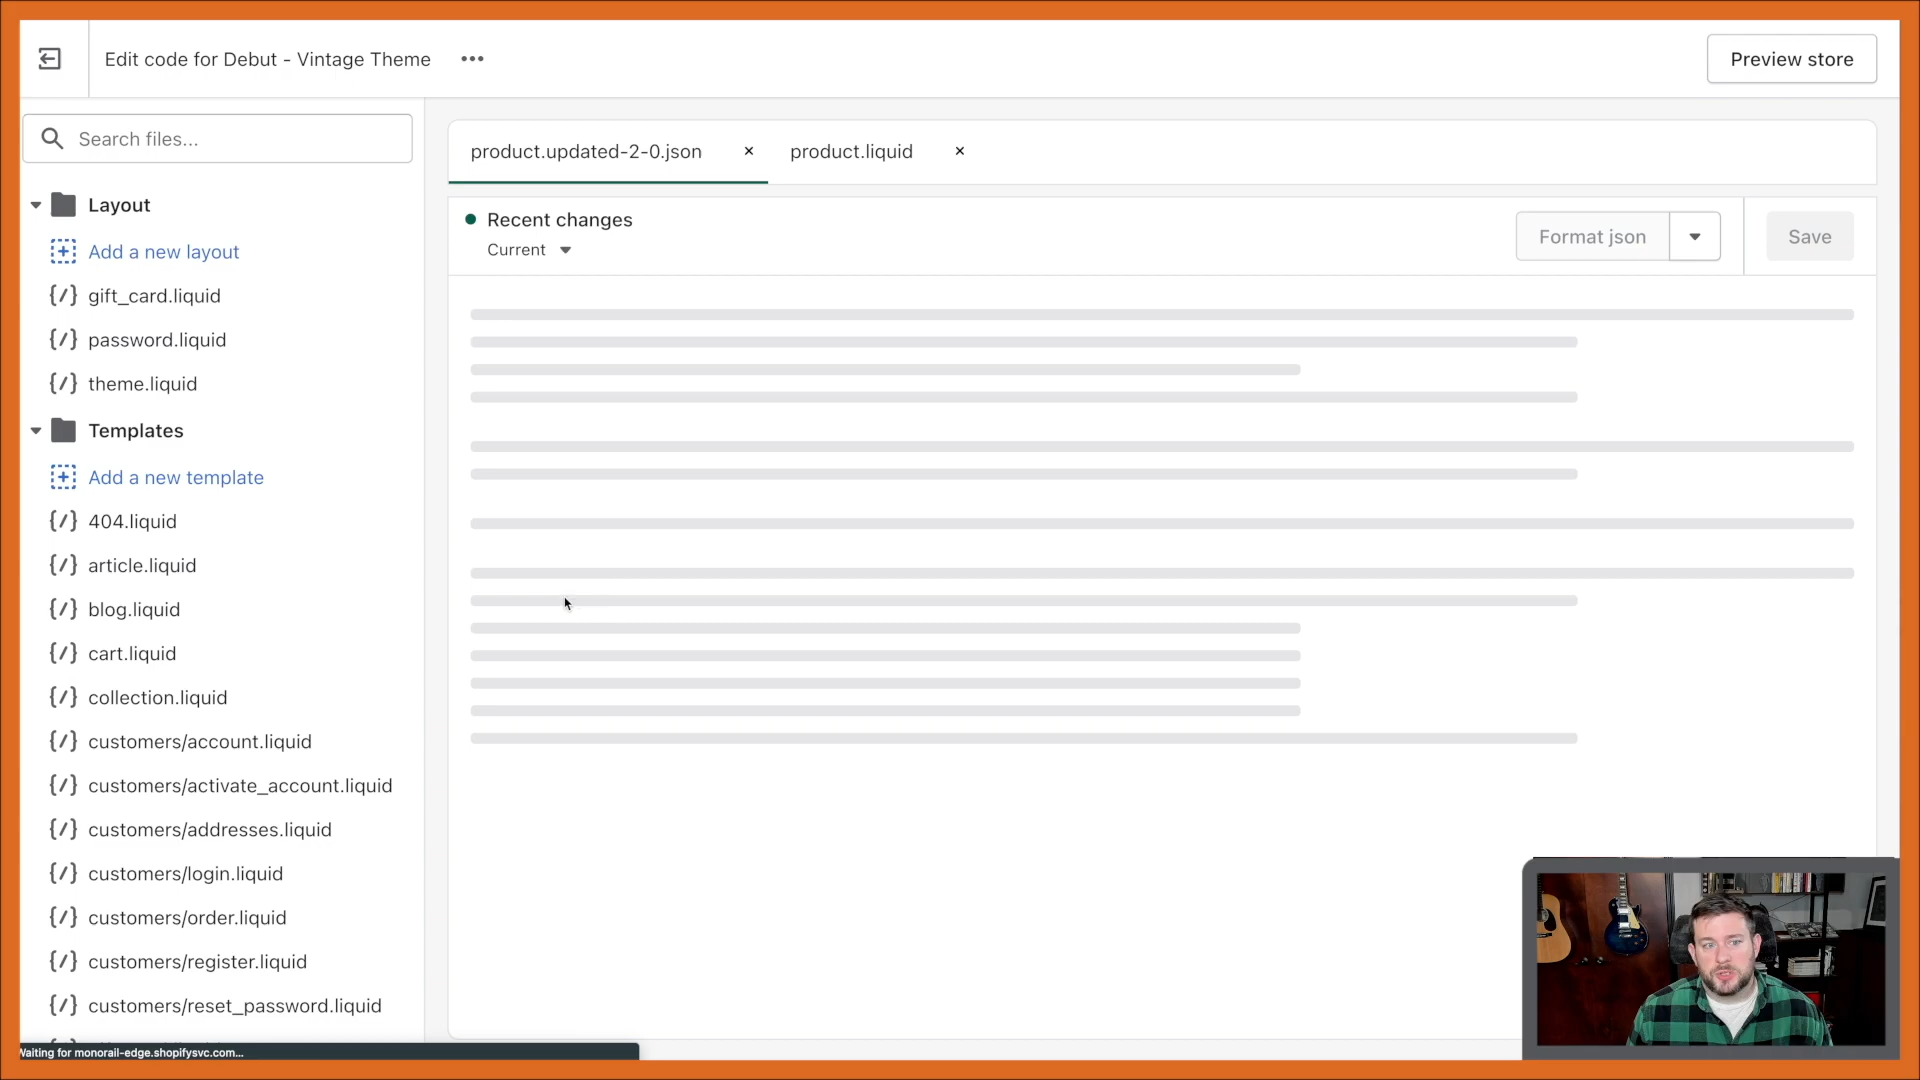 Edit code for Debut - Vintage Theme
Preview store
Search files...
Layout
Add a new layout
gift_card.liquid
password.liquid
theme.liquid
Templates
Add a new template
404.liquid
article.liquid
blog.liquid
cart.liquid
collection.liquid
customers/account.liquid
customers/activate_account.liquid
customers/addresses.liquid
customers/login.liquid
customers/order.liquid
customers/register.liquid
customers/reset_password.liquid
product.updated-2-0.json
product.liquid
Recent changes
Current
Format json
Save
Waiting for monorail-edge.shopifysvc.com...